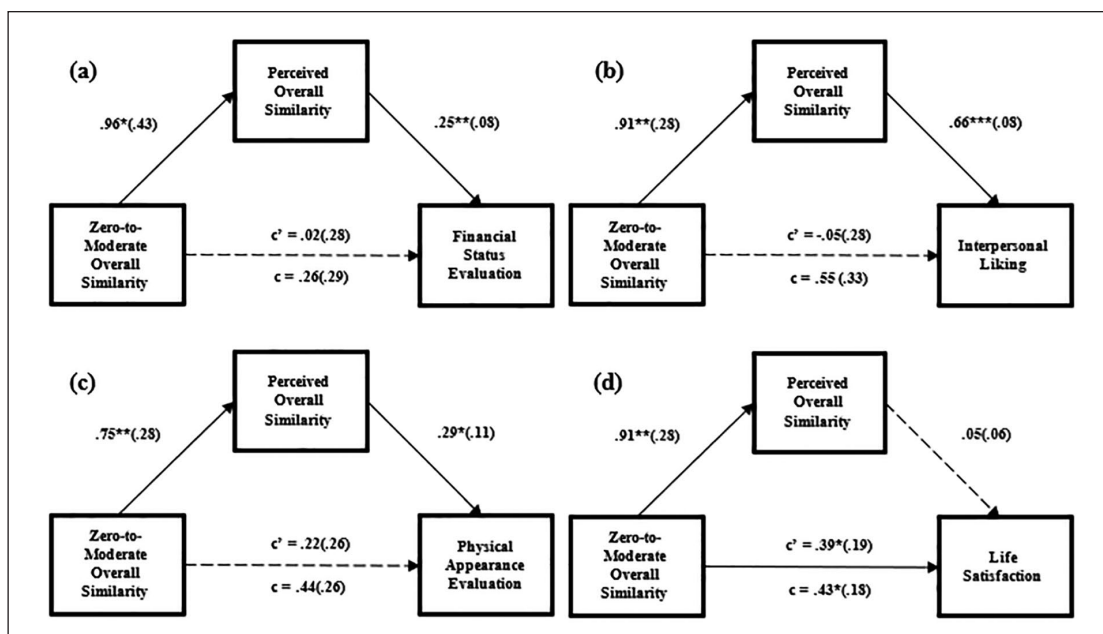 (a)
Perceived
Overall
Similarity
.96*(.43)
.25**(.08)
Zero-to-
Moderate
Overall
Similarity
c’ = .02(.28)
c = .26(.29)
Financial
Status
Evaluation
(b)
Perceived
Overall
Similarity
.91**(.28)
.66***(.08)
Zero-to-
Moderate
Overall
Similarity
c’ = -.05(.28)
c = .55 (.33)
Interpersonal
Liking
(c)
Perceived
Overall
Similarity
.75**(.28)
.29*(.11)
Zero-to-
Moderate
Overall
Similarity
c’ = .22(.26)
c = .44(.26)
Physical
Appearance
Evaluation
(d)
Perceived
Overall
Similarity
.91**(.28)
.05(.06)
Zero-to-
Moderate
Overall
Similarity
c’ = .39*(.19)
c = .43*(.18)
Life
Satisfaction